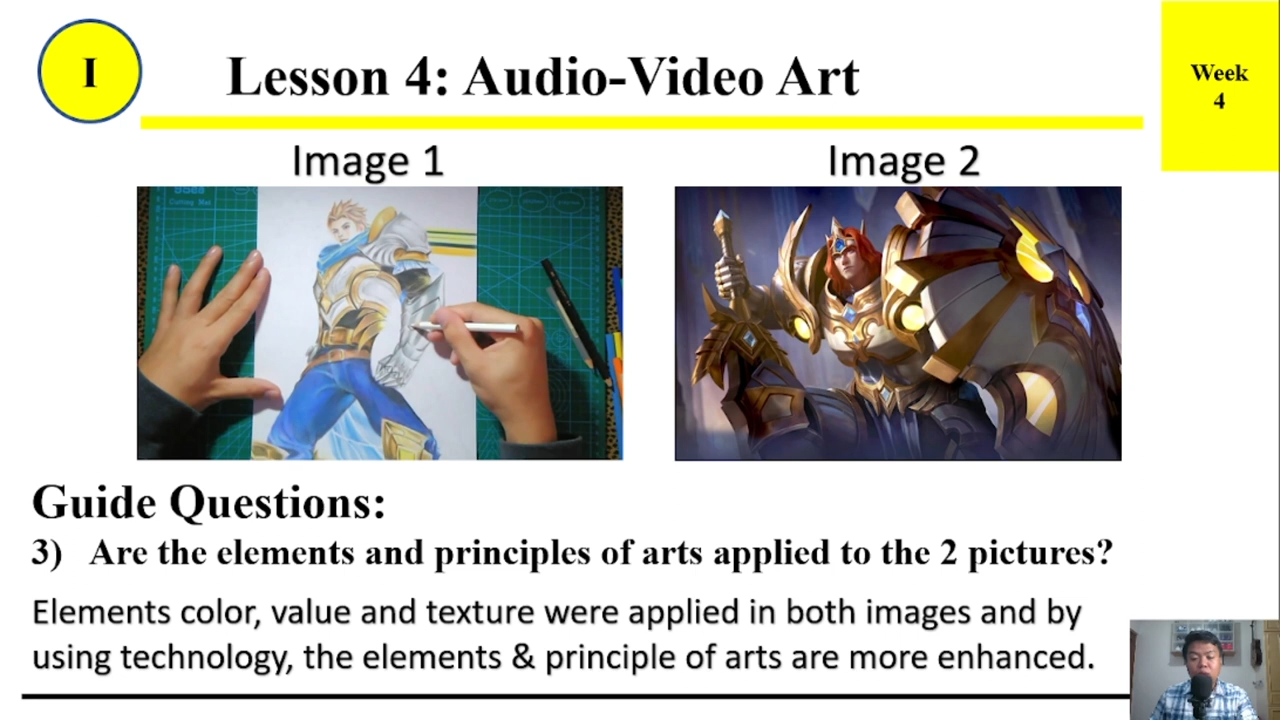 I
Lesson 4: Audio-Video Art
Week
4
Image 1
Image 2
Cutting Mat
Guide Questions:
3) Are the elements and principles of arts applied to the 2 pictures?
Elements color, value and texture were applied in both images and by
using technology, the elements & principle of arts are more enhanced.